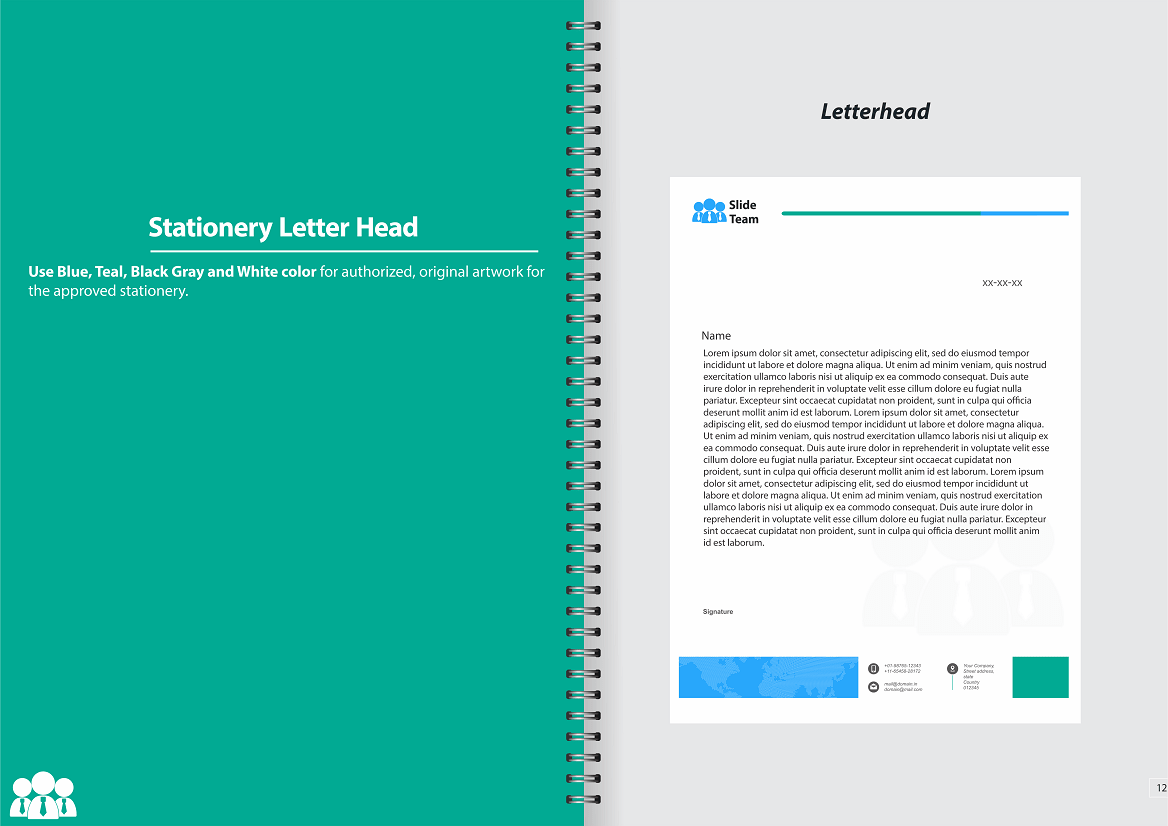 Stationery Letter Head
Use Blue, Teal, Black Gray and White color for authorized, original artwork for
the approved stationery.
Letterhead
Slide
Team
xx-xx-xx
Name
Lorem ipsum dolor sit amet, consectetur adipiscing elit, sed do eiusmod tempor
incididunt ut labore et dolore magna aliqua. Ut enim ad minim veniam, quis nostrud
exercitation ullamco laboris nisi ut aliquip ex ea commodo consequat. Duis aute
irure dolor in reprehenderit in voluptate velit esse cillum dolore eu fugiat nulla
pariatur. Excepteur sint occaecat cupidatat non proident, sunt in culpa qui officia
deserunt mollit anim id est laborum. Lorem ipsum dolor sit amet, consectetur
adipiscing elit, sed do eiusmod tempor incididunt ut labore et dolore magna aliqua.
Ut enim ad minim veniam, quis nostrud exercitation ullamco laboris nisi ut aliquip ex
ea commodo consequat. Duis aute irure dolor in reprehenderit in voluptate velit esse
cillum dolore eu fugiat nulla pariatur. Excepteur sint occaecat cupidatat non
proident, sunt in culpa qui officia deserunt mollit anim id est laborum. Lorem ipsum
dolor sit amet, consectetur adipiscing elit, sed do eiusmod tempor incididunt ut
labore et dolore magna aliqua. Ut enim ad minim veniam, quis nostrud exercitation
ullamco laboris nisi ut aliquip ex ea commodo consequat. Duis aute irure dolor in
reprehenderit in voluptate velit esse cillum dolore eu fugiat nulla pariatur. Excepteur
sint occaecat cupidatat non proident, sunt in culpa qui officia deserunt mollit anim
id est laborum.
Signature
mail@domain.in
Your Company,
Street address,
state
Country
012345
12